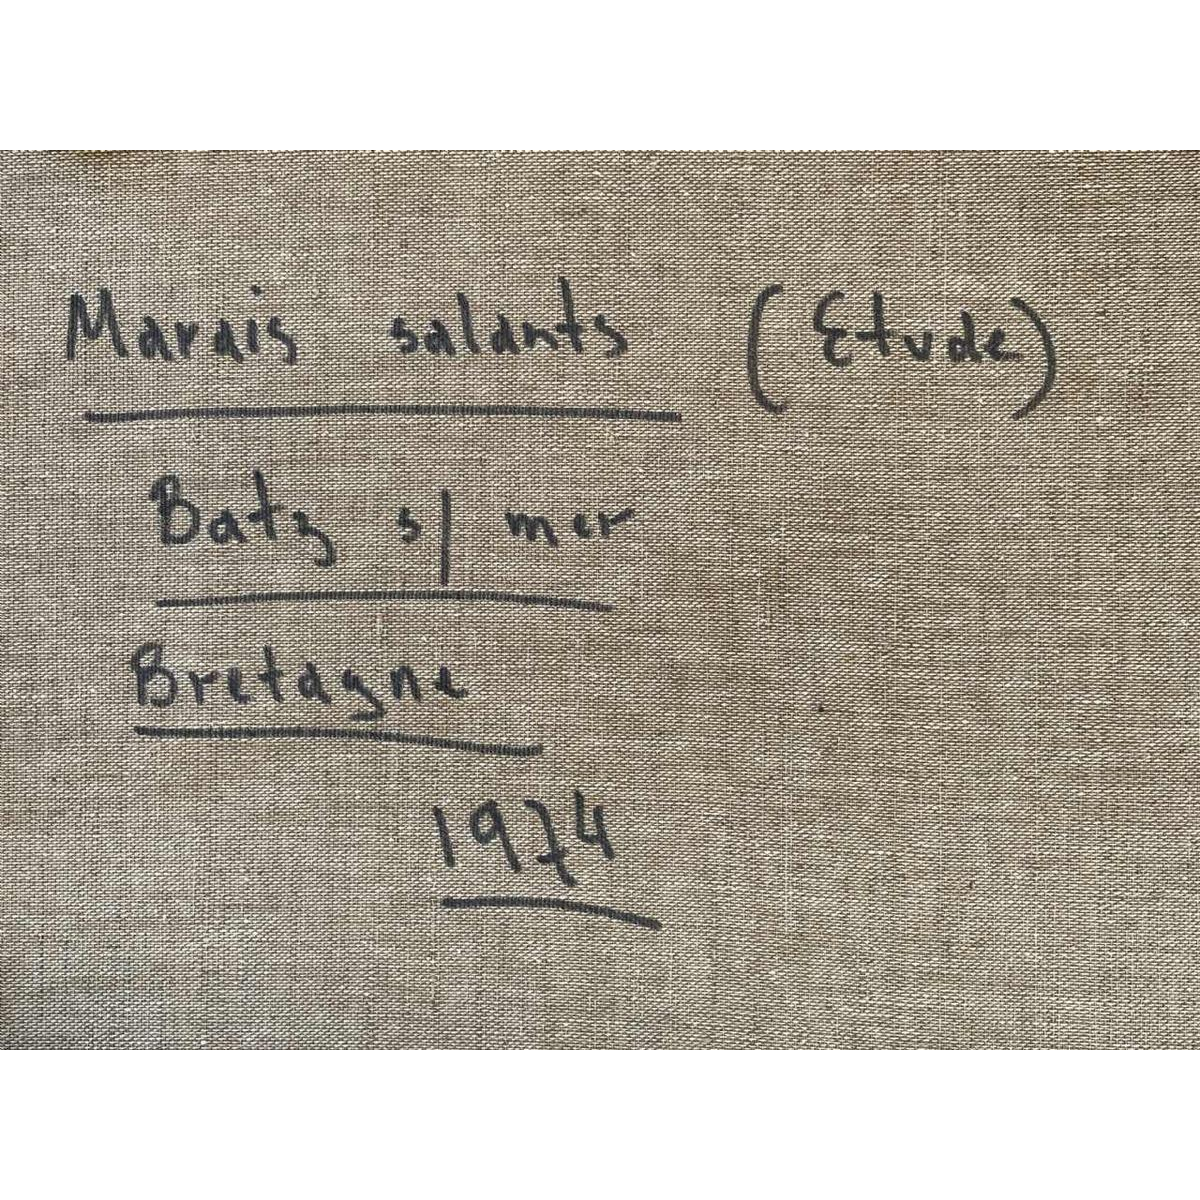 Marais salants (Etude)
Batz s/ mer
Bretagne
1974